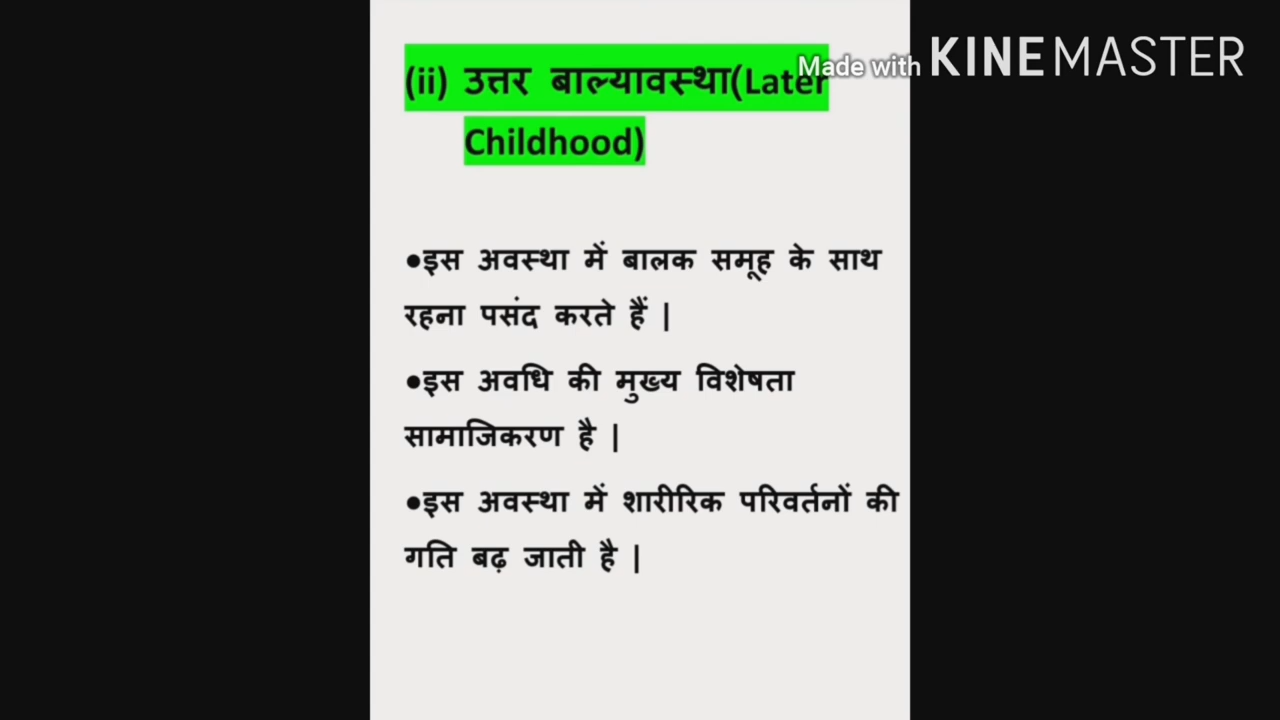 Made with KINEMASTER
(ii) उत्तर बाल्यावस्था(Later
Childhood)
●इस अवस्था में बालक समूह के साथ
रहना पसंद करते हैं |
●इस अवधि की मुख्य विशेषता
सामाजिकरण है |
●इस अवस्था में शारीरिक परिवर्तनों की
गति बढ़ जाती है |